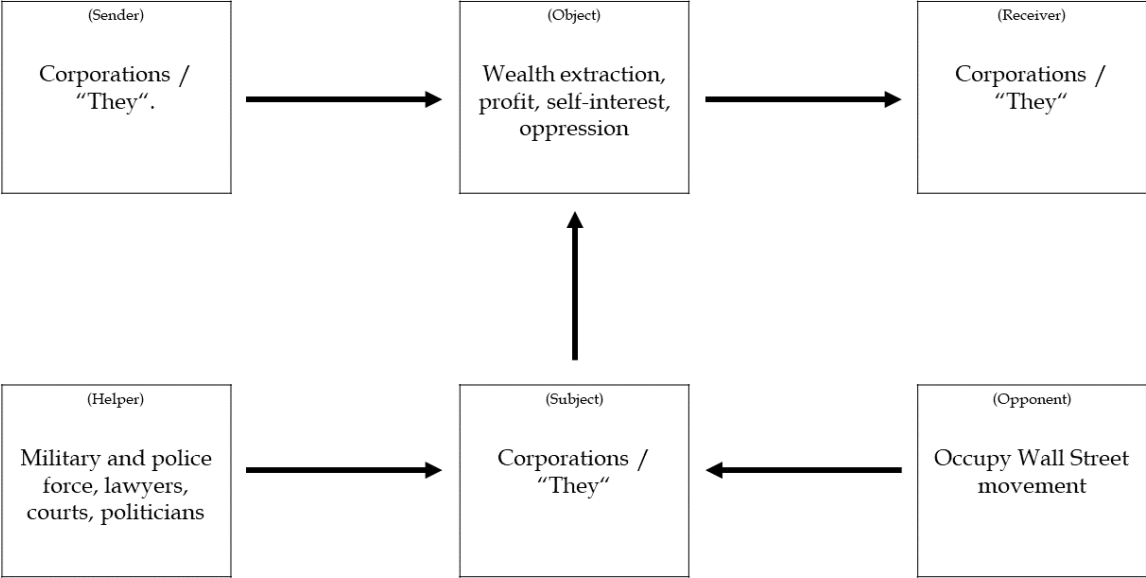 (Sender)
Corporations /
“They“.
(Object)
Wealth extraction,
profit, self-interest,
oppression
(Receiver)
Corporations /
“They“
(Helper)
Military and police
force, lawyers,
courts, politicians
(Subject)
Corporations /
“They“
(Opponent)
Occupy Wall Street
movement